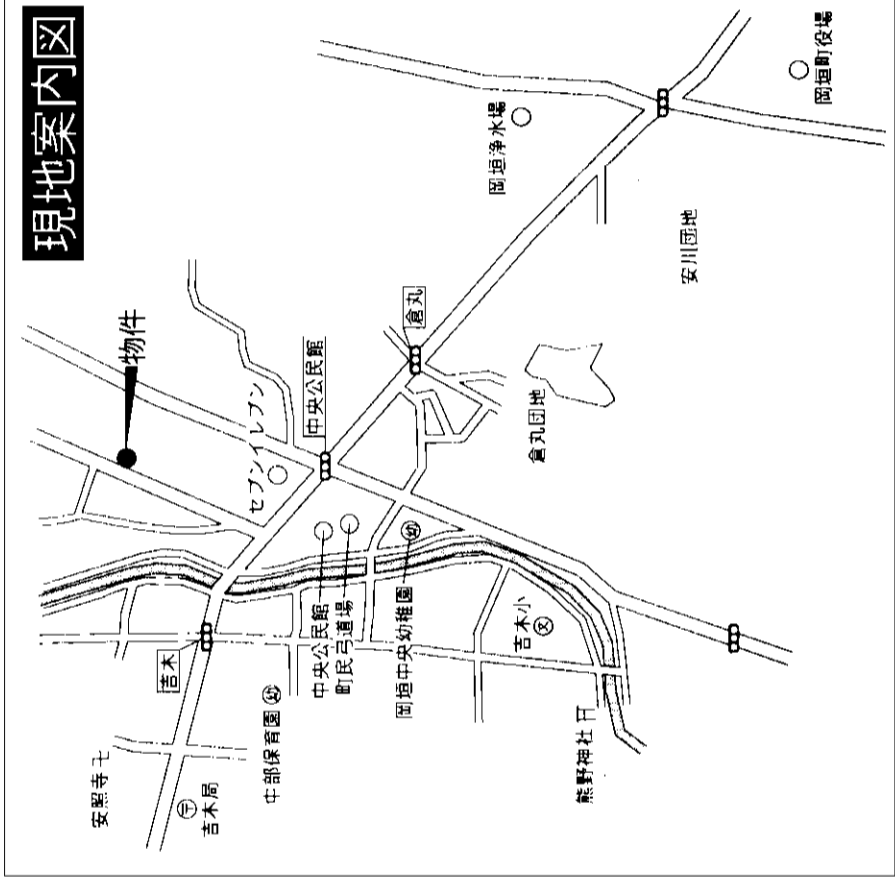 現地案内図
物件
セブンイレブン
中央公民館
倉丸
岡垣浄水場
岡垣町役場
安川団地
倉丸団地
吉木
中央公民館
町民弓道場
幼
岡垣中央幼稚園
吉木小
文
熊野神社
中部保育園
幼
安照寺
〒
吉木局